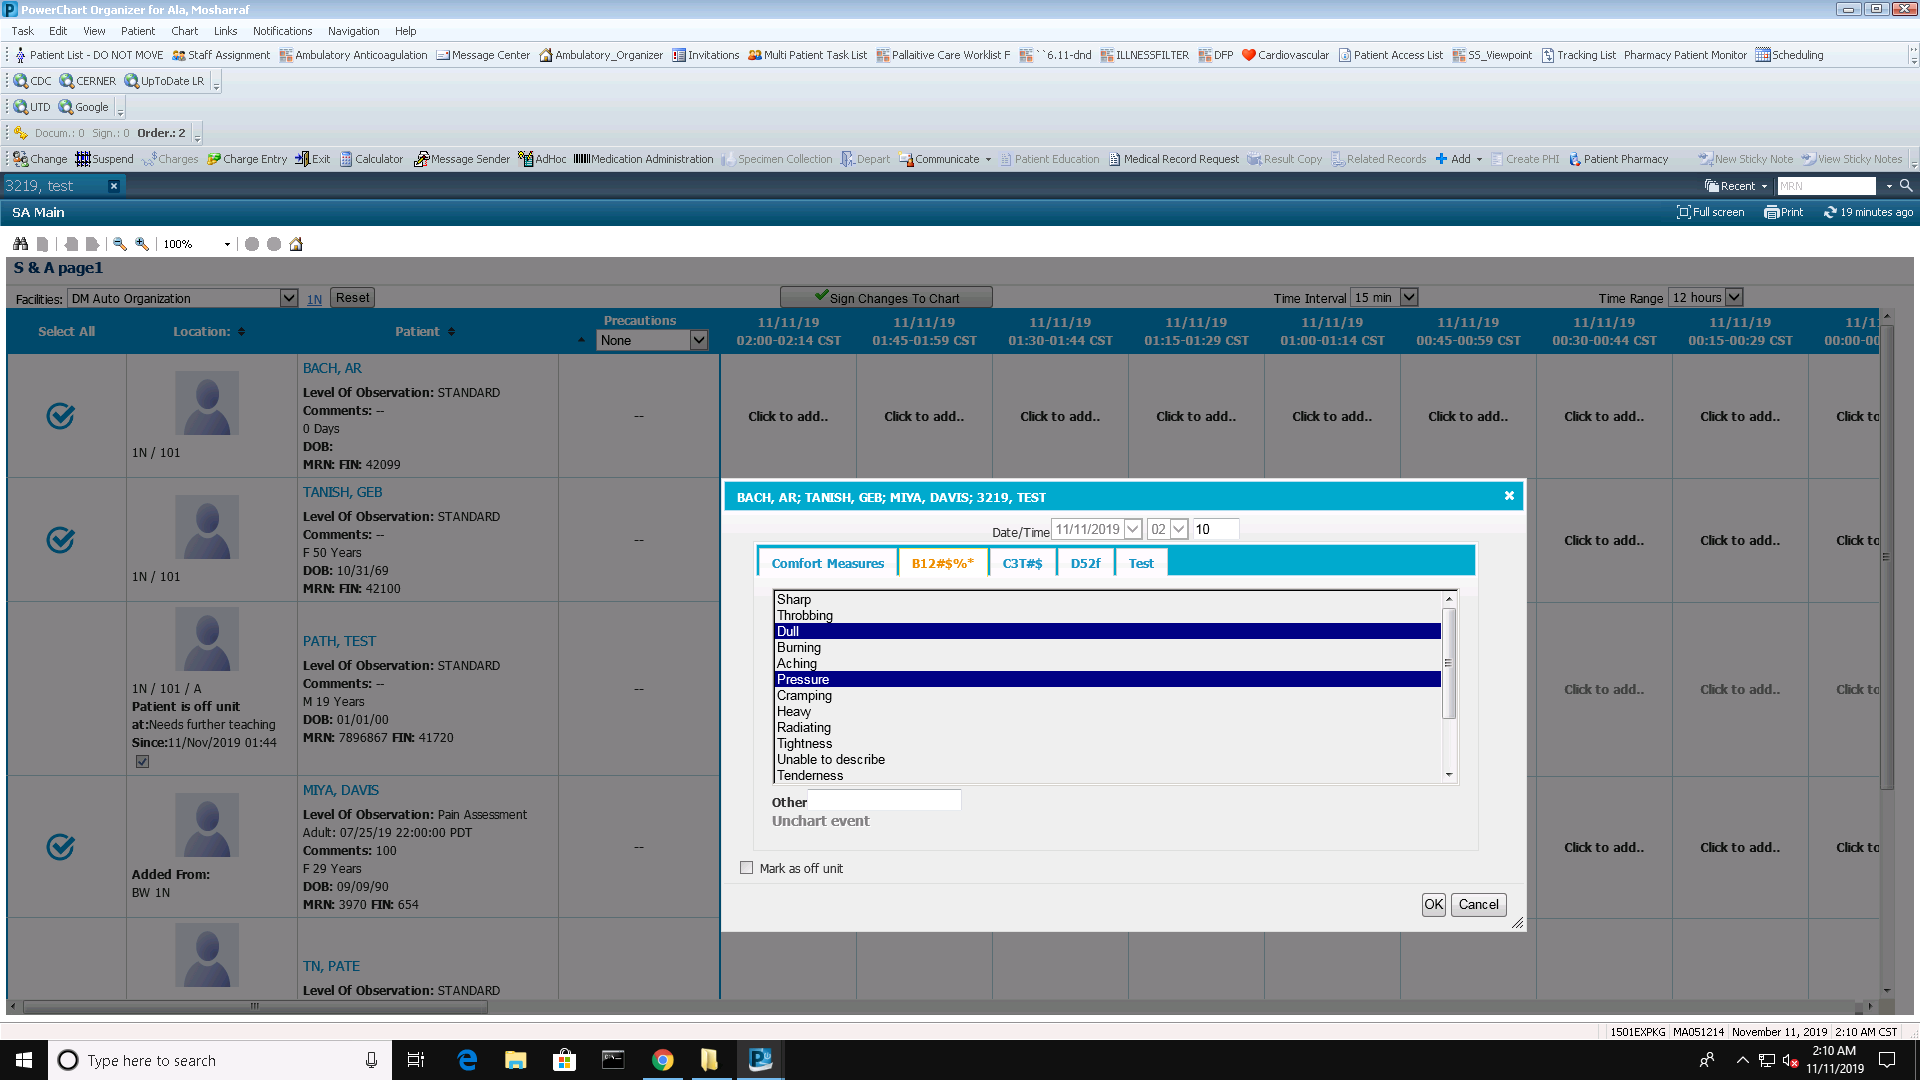 PowerChart Organizer for Ala, Mosharraf
Task Edit View Patient Chart Links Notifications Navigation Help
Patient List - DO NOT MOVE Staff Assignment Ambulatory Anticoagulation Message Center Ambulatory_Organizer Invitations Multi Patient Task List Pallaitive Care Worklist F ``6.11-dnd ILLNESSFILTER DFP Cardiovascular Patient Access List SS_Viewpoint Tracking List Pharmacy Patient Monitor Scheduling
CDC CERNER UpToDate LR
UTD Google
Docum.: 0 Sign.: 0 Order.: 2
Change Suspend Charges Charge Entry Exit Calculator Message Sender AdHoc Medication Administration Specimen Collection Depart Communicate Patient Education Medical Record Request Result Copy Related Records Add Create PHI Patient Pharmacy New Sticky Note View Sticky Notes
3219, test Recent MRN
SA Main Full screen Print 19 minutes ago
100%
S & A page1
Facilities: DM Auto Organization 1N Reset Sign Changes To Chart Time Interval 15 min Time Range 12 hours
Select All Location: Patient Precautions None
11/11/19 11/11/19 11/11/19 11/11/19 11/11/19 11/11/19 11/11/19 11/11/19 11/1
02:00-02:14 CST 01:45-01:59 CST 01:30-01:44 CST 01:15-01:29 CST 01:00-01:14 CST 00:45-00:59 CST 00:30-00:44 CST 00:15-00:29 CST 00:00-00
BACH, AR
Level Of Observation: STANDARD
Comments: --
0 Days
DOB:
MRN: FIN: 42099
1N / 101
--
Click to add.. Click to add.. Click to add.. Click to add.. Click to add.. Click to add.. Click to add.. Click to add.. Click to
TANISH, GEB
Level Of Observation: STANDARD
Comments: --
F 50 Years
DOB: 10/31/69
MRN: FIN: 42100
1N / 101
--
Click to add.. Click to add.. Click to
PATH, TEST
Level Of Observation: STANDARD
Comments: --
M 19 Years
DOB: 01/01/00
MRN: 7896867 FIN: 41720
1N / 101 / A
Patient is off unit
at:Needs further teaching
Since:11/Nov/2019 01:44
--
Click to add.. Click to add.. Click to
MIYA, DAVIS
Level Of Observation: Pain Assessment
Adult: 07/25/19 22:00:00 PDT
Comments: 100
F 29 Years
DOB: 09/09/90
MRN: 3970 FIN: 654
Added From:
BW 1N
--
Click to add.. Click to add.. Click to
TN, PATE
Level Of Observation: STANDARD
BACH, AR; TANISH, GEB; MIYA, DAVIS; 3219, TEST
Date/Time 11/11/2019 02 10
Comfort Measures B12#$%* C3T#$ D52f Test
Sharp
Throbbing
Dull
Burning
Aching
Pressure
Cramping
Heavy
Radiating
Tightness
Unable to describe
Tenderness
Other
Unchart event
Mark as off unit
OK Cancel
1501EXPKG MA051214 November 11, 2019 2:10 AM CST
Type here to search
2:10 AM
11/11/2019